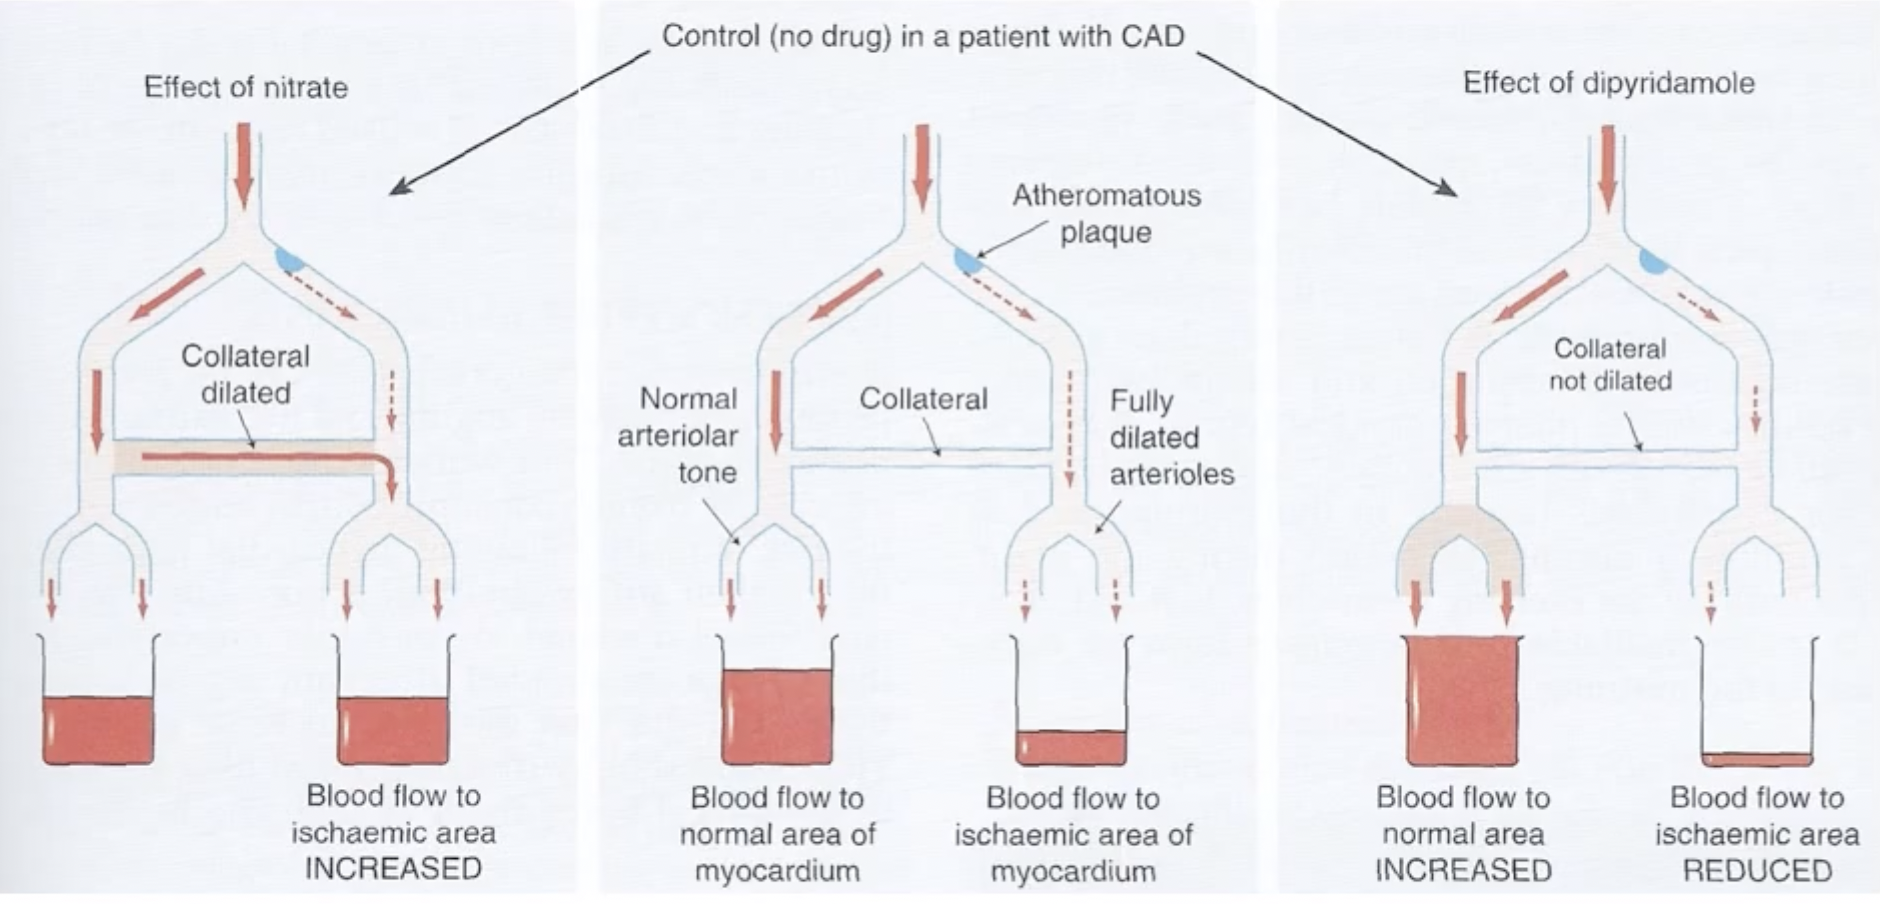 Control (no drug) in a patient with CAD
Effect of nitrate
Collateral
dilated
Blood flow to
ischaemic area
INCREASED
Atheromatous
plaque
Normal
arteriolar
tone
Collateral
Fully
dilated
arterioles
Blood flow to
normal area of
myocardium
Blood flow to
ischaemic area of
myocardium
Effect of dipyridamole
Collateral
not dilated
Blood flow to
normal area
INCREASED
Blood flow to
ischaemic area
REDUCED